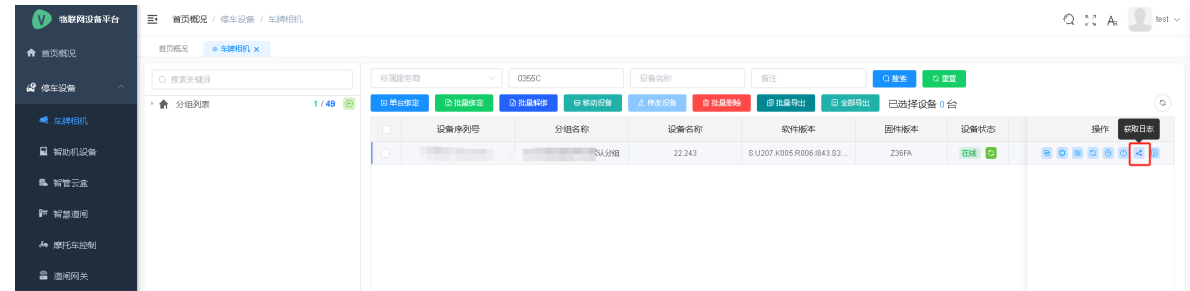 物联网设备平台
首页概况 / 停车设备 / 车牌相机
test
首页概况
首页概况
车牌相机
停车设备
搜索关键词
所属服务商
0355C
设备名称
备注
搜索
重置
分组列表
1 / 49
单台绑定
批量绑定
批量解绑
移动设备
修改设备
批量删除
批量导出
全部导出
已选择设备 0 台
车牌相机
设备序列号
分组名称
设备名称
软件版本
固件版本
设备状态
操作
获取日志
智助机设备
认分组
22.243
S.U207.K005.R006.I843.S3...
Z36FA
在线
智管云盒
智慧道闸
摩托车控制
道闸网关